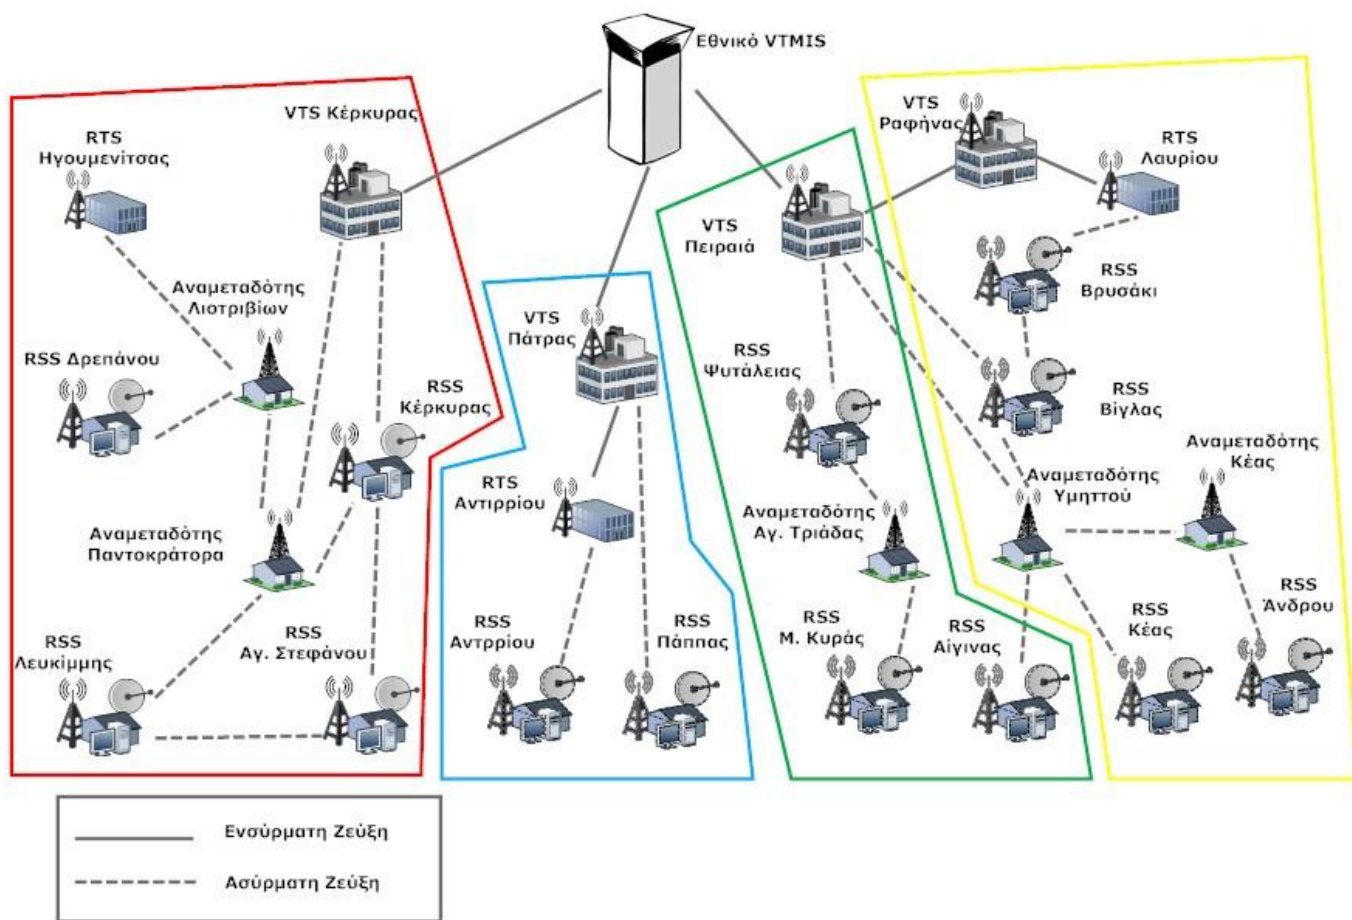 Εθνικό VTMIS
VTS Κέρκυρας
RTS
Ηγουμενίτσας
Αναμεταδότης
Λιοτριβίων
RSS Δρεπάνου
RSS
Κέρκυρας
Αναμεταδότης
Παντοκράτορα
RSS
Λευκίμμης
RSS
Αγ. Στεφάνου
VTS
Πάτρας
RTS
Αντιρρίου
RSS
Αντρρίου
RSS
Πάππας
VTS
Πειραιά
RSS
Ψυτάλειας
Αναμεταδότης
Αγ. Τριάδας
RSS
Μ. Κυράς
RSS
Αίγινας
VTS
Ραφήνας
RTS
Λαυρίου
RSS
Βρυσάκι
RSS
Βίγλας
Αναμεταδότης
Κέας
Αναμεταδότης
Υμηττού
RSS
Κέας
RSS
Άνδρου
Ενσύρματη Ζεύξη
Ασύρματη Ζεύξη